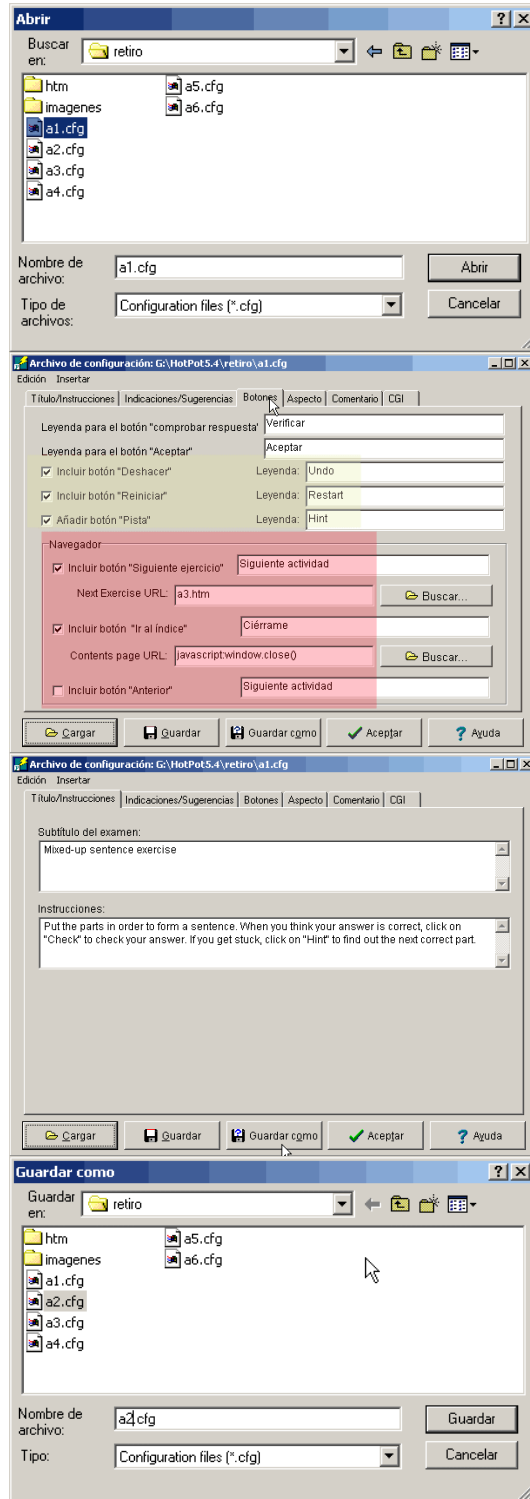 Abrir
Buscar en: retiro
htm
imagenes
a1.cfg
a2.cfg
a3.cfg
a4.cfg
a5.cfg
a6.cfg
Nombre de archivo: a1.cfg Abrir
Tipo de archivos: Configuration files (*.cfg) Cancelar
Archivo de configuración: G:\HotPot5.4\retiro\a1.cfg
Edición Insertar
Título/Instrucciones Indicaciones/Sugerencias Botones Aspecto Comentario CGI
Leyenda para el botón "comprobar respuesta" Verificar
Leyenda para el botón "Aceptar" Aceptar
Incluir botón "Deshacer" Leyenda: Undo
Incluir botón "Reiniciar" Leyenda: Restart
Añadir botón "Pista" Leyenda: Hint
Navegador
Incluir botón "Siguiente ejercicio" Siguiente actividad
Next Exercise URL: a3.htm Buscar...
Incluir botón "Ir al índice" Ciérrame
Contents page URL: javascript:window.close() Buscar...
Incluir botón "Anterior" Siguiente actividad
Cargar Guardar Guardar como Aceptar Ayuda
Archivo de configuración: G:\HotPot5.4\retiro\a1.cfg
Edición Insertar
Título/Instrucciones Indicaciones/Sugerencias Botones Aspecto Comentario CGI
Subtítulo del examen:
Mixed-up sentence exercise
Instrucciones:
Put the parts in order to form a sentence. When you think your answer is correct, click on
"Check" to check your answer. If you get stuck, click on "Hint" to find out the next correct part.
Cargar Guardar Guardar como Aceptar Ayuda
Guardar como
Guardar en: retiro
htm
imagenes
a1.cfg
a2.cfg
a3.cfg
a4.cfg
a5.cfg
a6.cfg
Nombre de archivo: a2.cfg Guardar
Tipo: Configuration files (*.cfg) Cancelar